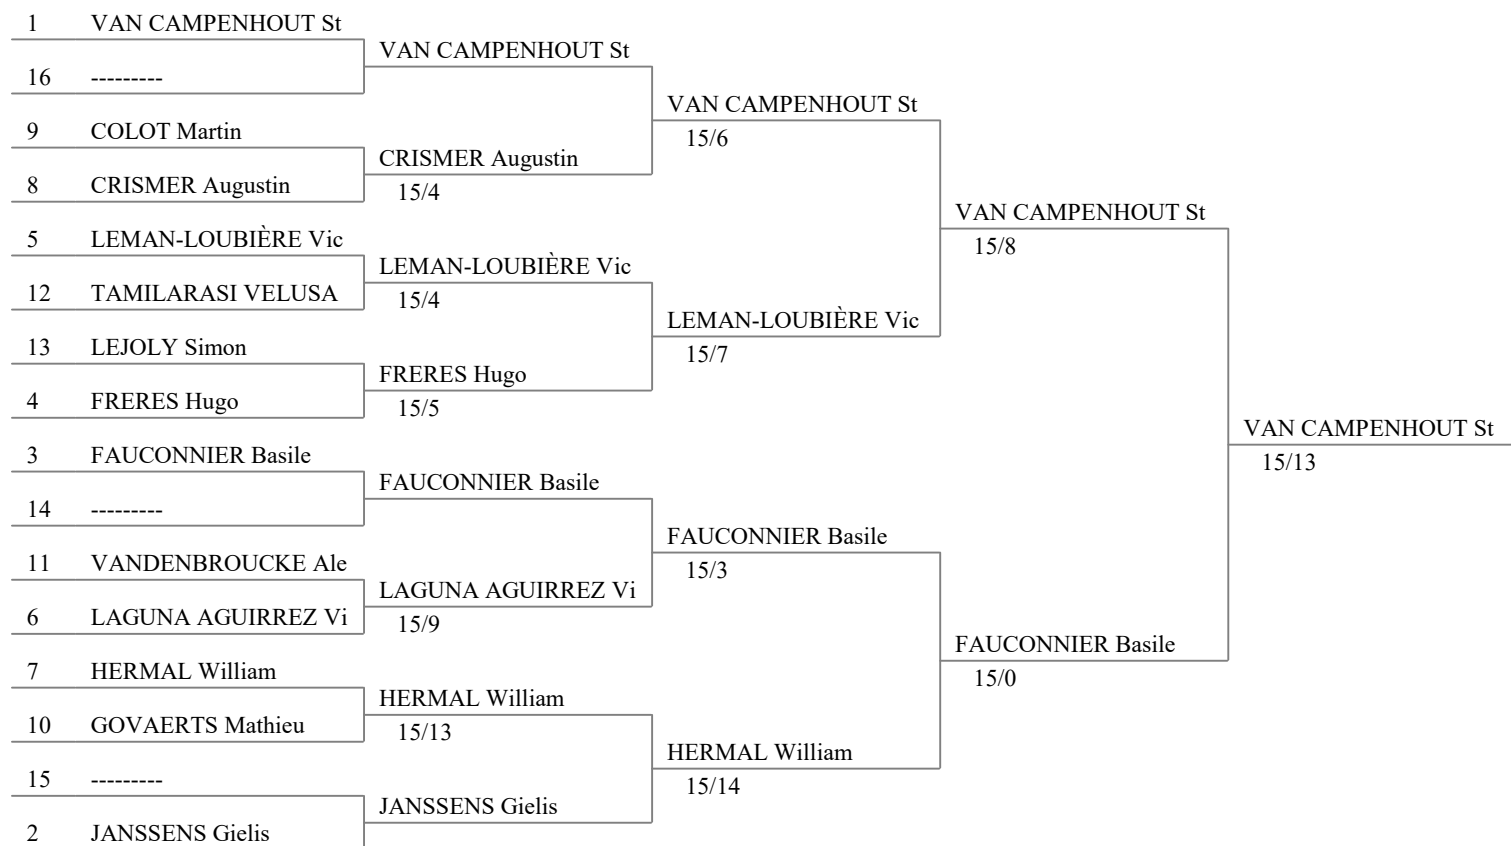 1 VAN CAMPENHOUT St
VAN CAMPENHOUT St
16 ---------
VAN CAMPENHOUT St
9 COLOT Martin
15/6
CRISMER Augustin
8 CRISMER Augustin
15/4
VAN CAMPENHOUT St
5 LEMAN-LOUBIÈRE Vic
15/8
LEMAN-LOUBIÈRE Vic
12 TAMILARASI VELUSA
15/4
LEMAN-LOUBIÈRE Vic
13 LEJOLY Simon
15/7
FRERES Hugo
4 FRERES Hugo
15/5
VAN CAMPENHOUT St
3 FAUCONNIER Basile
15/13
FAUCONNIER Basile
14 ---------
FAUCONNIER Basile
11 VANDENBROUCKE Ale
15/3
LAGUNA AGUIRREZ Vi
6 LAGUNA AGUIRREZ Vi
15/9
FAUCONNIER Basile
7 HERMAL William
15/0
HERMAL William
10 GOVAERTS Mathieu
15/13
HERMAL William
15 ---------
15/14
JANSSENS Gielis
2 JANSSENS Gielis